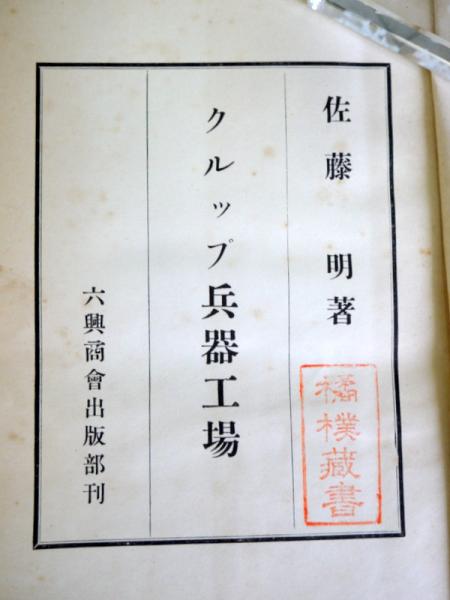 佐藤 明著
クルップ兵器工場
六興商會出版部刊
橘樸藏書